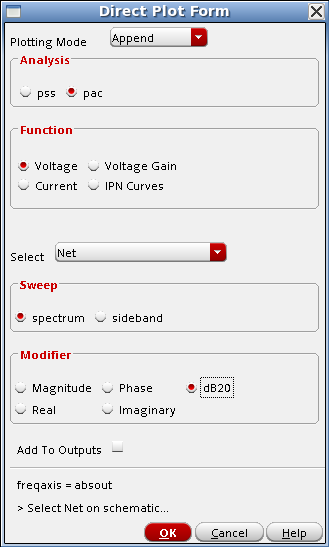 Direct Plot Form
Plotting Mode Append
Analysis
pss pac
Function
Voltage Voltage Gain
Current IPN Curves
Select Net
Sweep
spectrum sideband
Modifier
Magnitude Phase dB20
Real Imaginary
Add To Outputs
freqaxis = absout
> Select Net on schematic...
OK Cancel Help